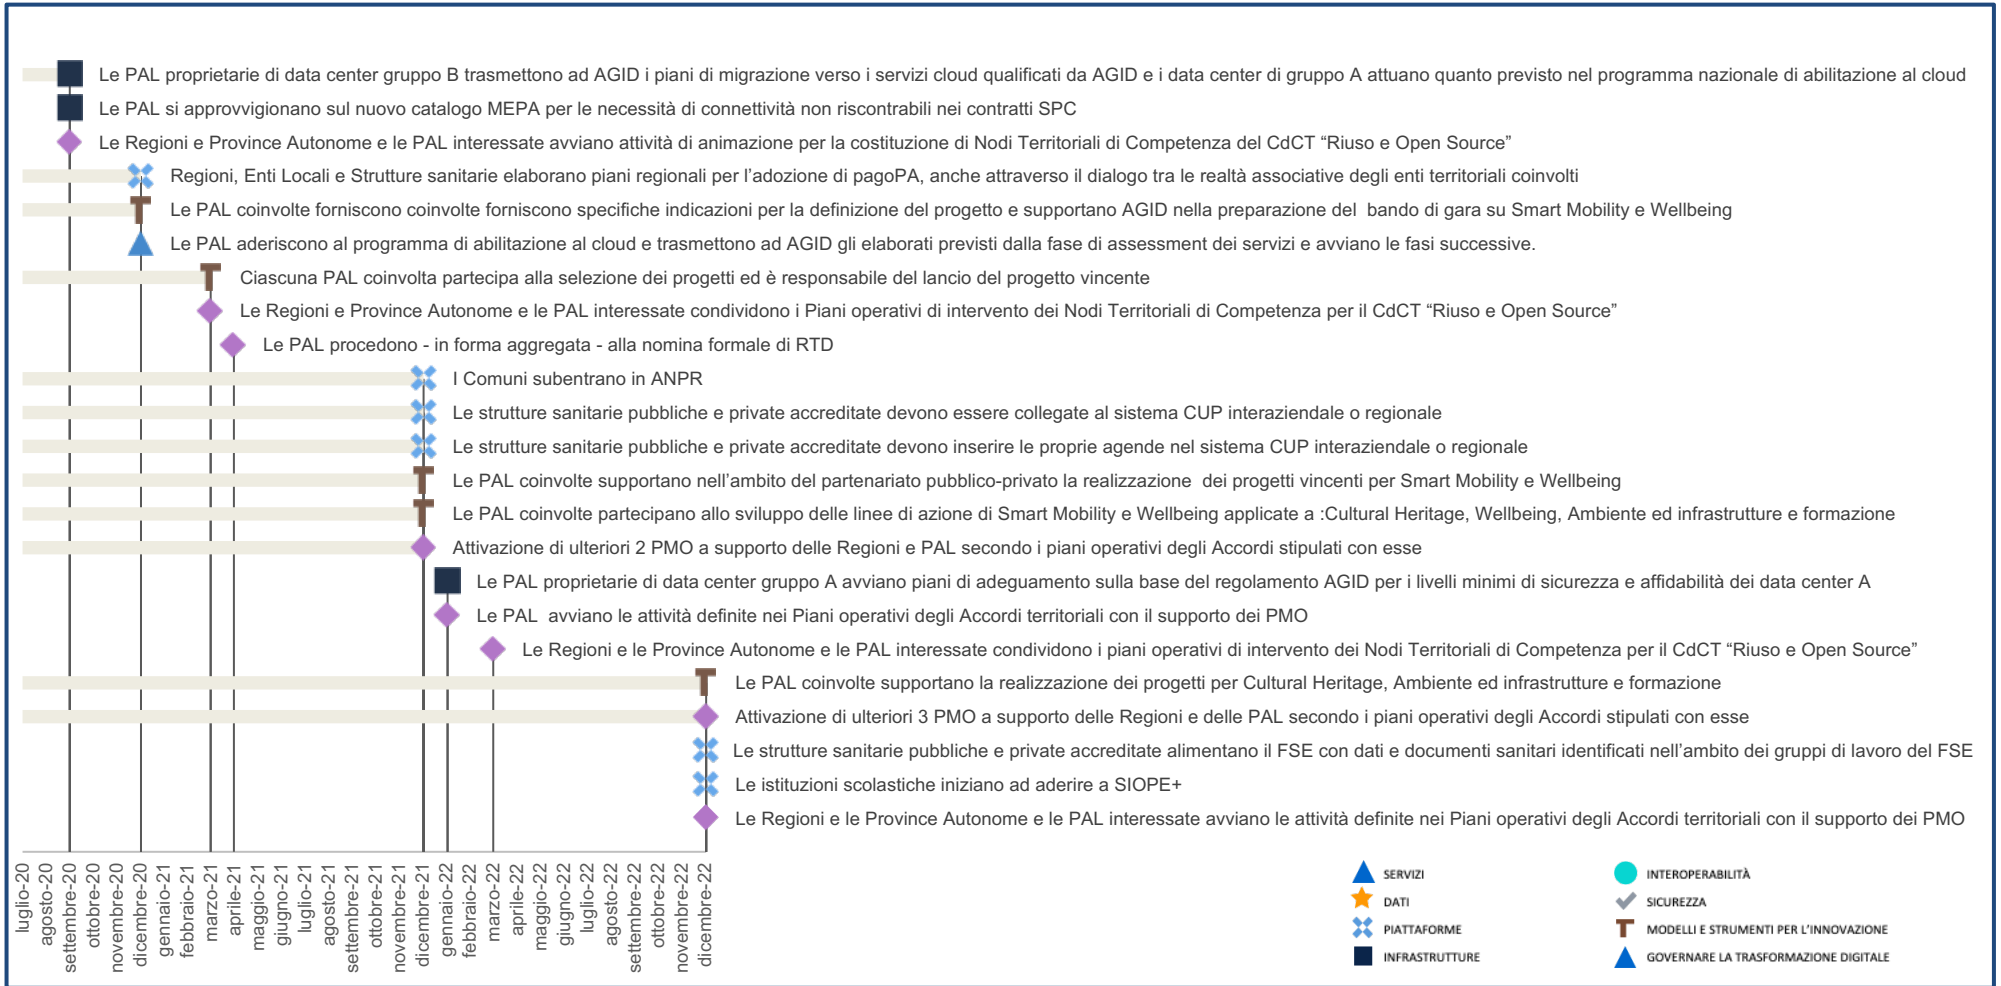 Le PAL proprietarie di data center gruppo B trasmettono ad AGID i piani di migrazione verso i servizi cloud qualificati da AGID e i data center di gruppo A attuano quanto previsto nel programma nazionale di abilitazione al cloud
Le PAL si approvvigionano sul nuovo catalogo MEPA per le necessità di connettività non riscontrabili nei contratti SPC
Le Regioni e Province Autonome e le PAL interessate avviano attività di animazione per la costituzione di Nodi Territoriali di Competenza del CdCT “Riuso e Open Source”
Regioni, Enti Locali e Strutture sanitarie elaborano piani regionali per l’adozione di pagoPA, anche attraverso il dialogo tra le realtà associative degli enti territoriali coinvolti
Le PAL coinvolte forniscono coinvolte forniscono specifiche indicazioni per la definizione del progetto e supportano AGID nella preparazione del bando di gara su Smart Mobility e Wellbeing
Le PAL aderiscono al programma di abilitazione al cloud e trasmettono ad AGID gli elaborati previsti dalla fase di assessment dei servizi e avviano le fasi successive.
Ciascuna PAL coinvolta partecipa alla selezione dei progetti ed è responsabile del lancio del progetto vincente
Le Regioni e Province Autonome e le PAL interessate condividono i Piani operativi di intervento dei Nodi Territoriali di Competenza per il CdCT “Riuso e Open Source”
Le PAL procedono - in forma aggregata - alla nomina formale di RTD
I Comuni subentrano in ANPR
Le strutture sanitarie pubbliche e private accreditate devono essere collegate al sistema CUP interaziendale o regionale
Le strutture sanitarie pubbliche e private accreditate devono inserire le proprie agende nel sistema CUP interaziendale o regionale
Le PAL coinvolte supportano nell’ambito del partenariato pubblico-privato la realizzazione dei progetti vincenti per Smart Mobility e Wellbeing
Le PAL coinvolte partecipano allo sviluppo delle linee di azione di Smart Mobility e Wellbeing applicate a :Cultural Heritage, Wellbeing, Ambiente ed infrastrutture e formazione
Attivazione di ulteriori 2 PMO a supporto delle Regioni e PAL secondo i piani operativi degli Accordi stipulati con esse
Le PAL proprietarie di data center gruppo A avviano piani di adeguamento sulla base del regolamento AGID per i livelli minimi di sicurezza e affidabilità dei data center A
Le PAL avviano le attività definite nei Piani operativi degli Accordi territoriali con il supporto dei PMO
Le Regioni e le Province Autonome e le PAL interessate condividono i piani operativi di intervento dei Nodi Territoriali di Competenza per il CdCT “Riuso e Open Source”
Le PAL coinvolte supportano la realizzazione dei progetti per Cultural Heritage, Ambiente ed infrastrutture e formazione
Attivazione di ulteriori 3 PMO a supporto delle Regioni e delle PAL secondo i piani operativi degli Accordi stipulati con esse
Le strutture sanitarie pubbliche e private accreditate alimentano il FSE con dati e documenti sanitari identificati nell’ambito dei gruppi di lavoro del FSE
Le istituzioni scolastiche iniziano ad aderire a SIOPE+
Le Regioni e le Province Autonome e le PAL interessate avviano le attività definite nei Piani operativi degli Accordi territoriali con il supporto dei PMO
luglio-20
agosto-20
settembre-20
ottobre-20
novembre-20
dicembre-20
gennaio-21
febbraio-21
marzo-21
aprile-21
maggio-21
giugno-21
luglio-21
agosto-21
settembre-21
ottobre-21
novembre-21
dicembre-21
gennaio-22
febbraio-22
marzo-22
aprile-22
maggio-22
giugno-22
luglio-22
agosto-22
settembre-22
ottobre-22
novembre-22
dicembre-22
SERVIZI
DATI
PIATTAFORME
INFRASTRUTTURE
INTEROPERABILITÀ
SICUREZZA
MODELLI E STRUMENTI PER L’INNOVAZIONE
GOVERNARE LA TRASFORMAZIONE DIGITALE